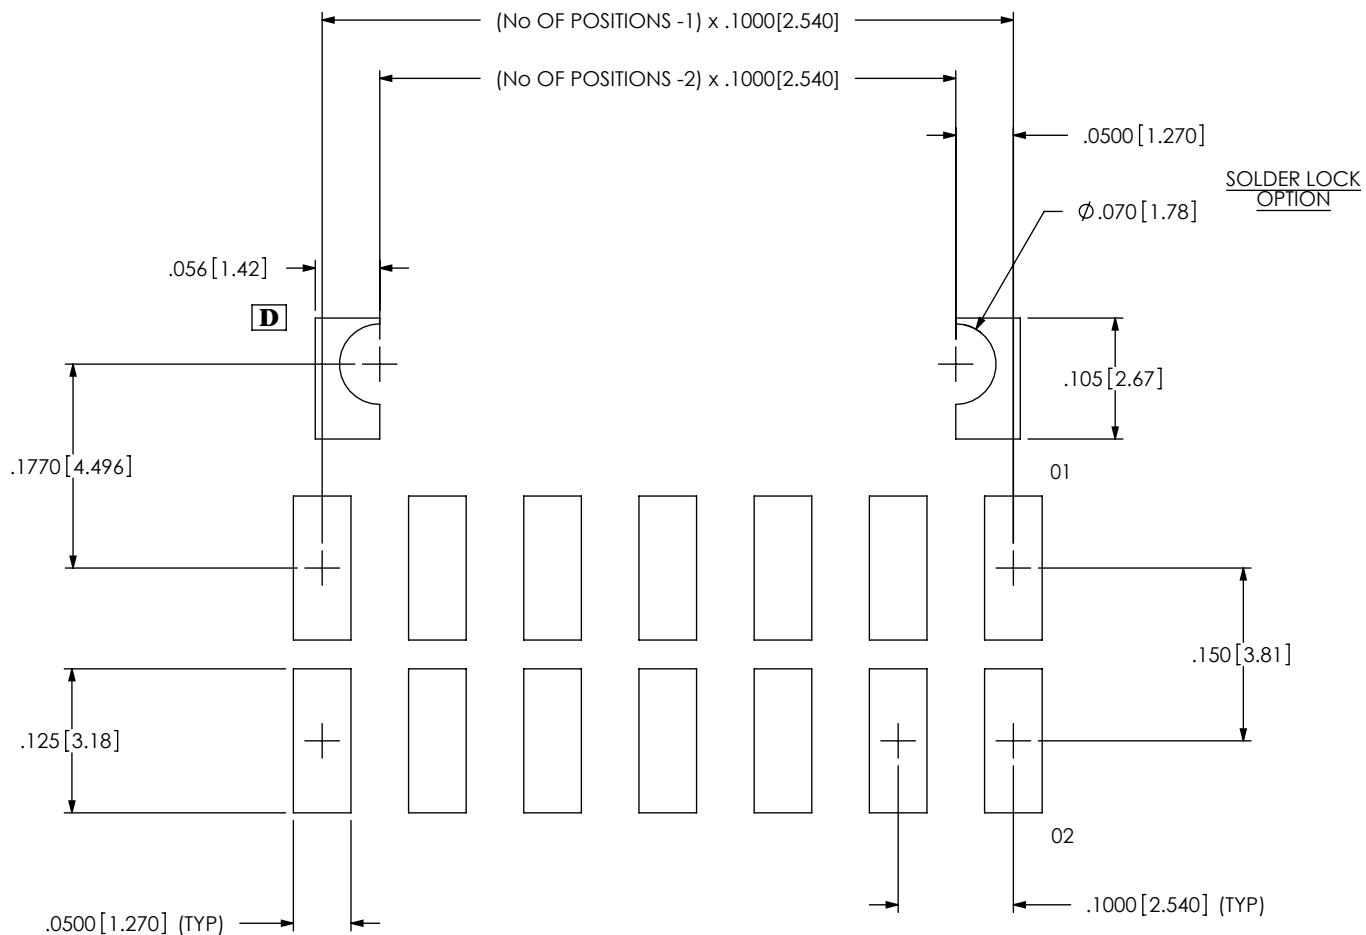 (No OF POSITIONS -1) x .1000[2.540]
(No OF POSITIONS -2) x .1000[2.540]
.0500[1.270]
SOLDER LOCK
OPTION
Ø.070[1.78]
.056[1.42]
D
.105[2.67]
.1770[4.496]
01
.150[3.81]
.125[3.18]
02
.0500[1.270] (TYP)
.1000[2.540] (TYP)